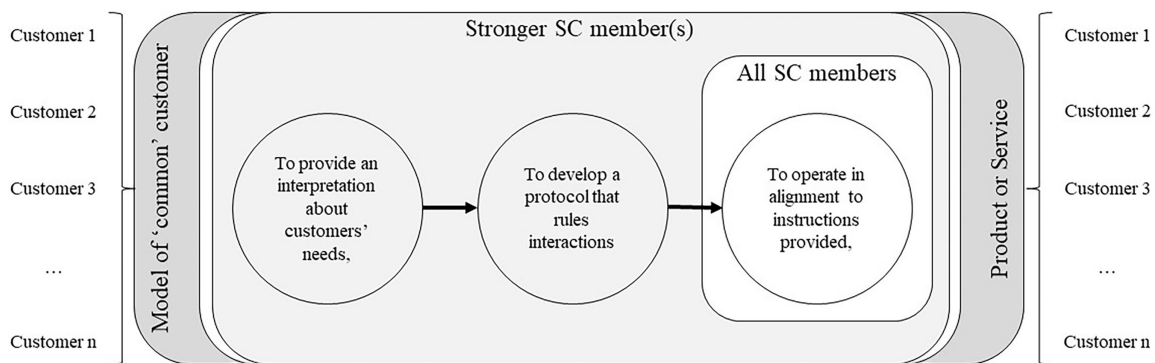 Customer 1
Customer 2
Customer 3
...
Customer n
Model of ‘common’ customer
Stronger SC member(s)
To provide an
interpretation
about
customers’
needs,
To develop a
protocol that
rules
interactions
All SC members
To operate in
alignment to
instructions
provided,
Product or Service
Customer 1
Customer 2
Customer 3
...
Customer n